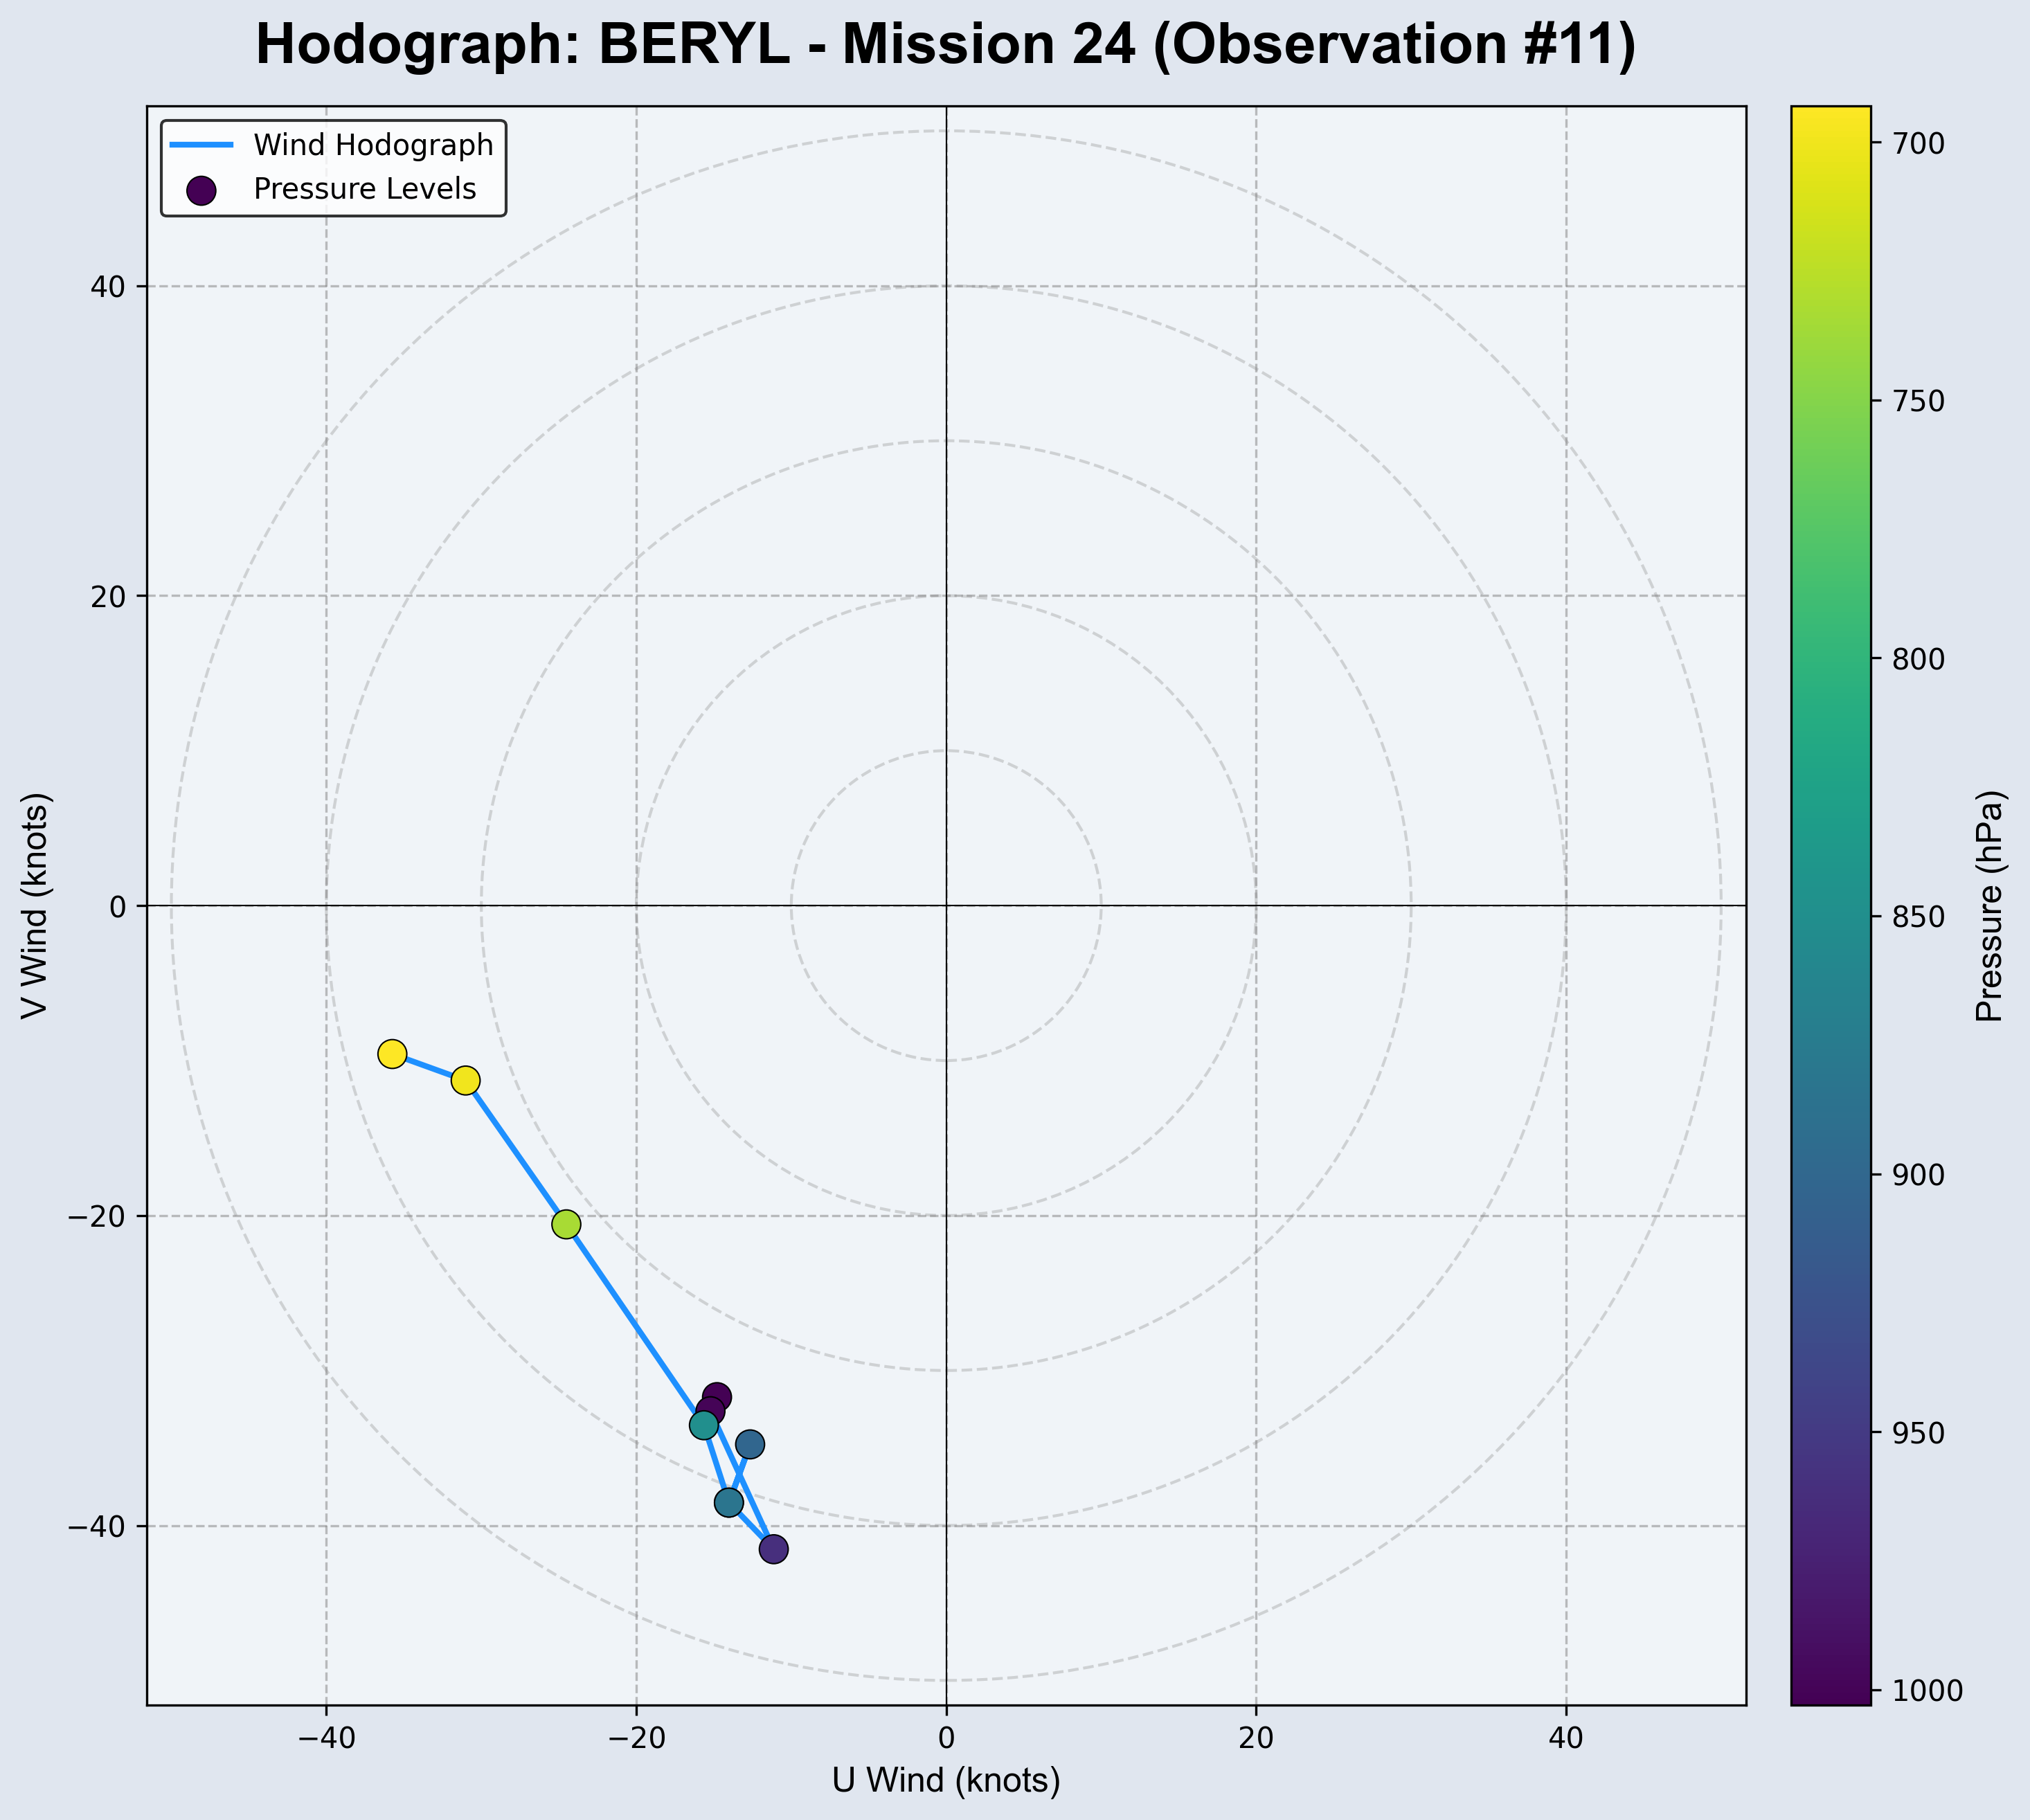 Hodograph: BERYL - Mission 24 (Observation #11)
Wind Hodograph
Pressure Levels
40
20
0
−20
−40
V Wind (knots)
−40
−20
0
20
40
U Wind (knots)
700
750
800
850
900
950
1000
Pressure (hPa)